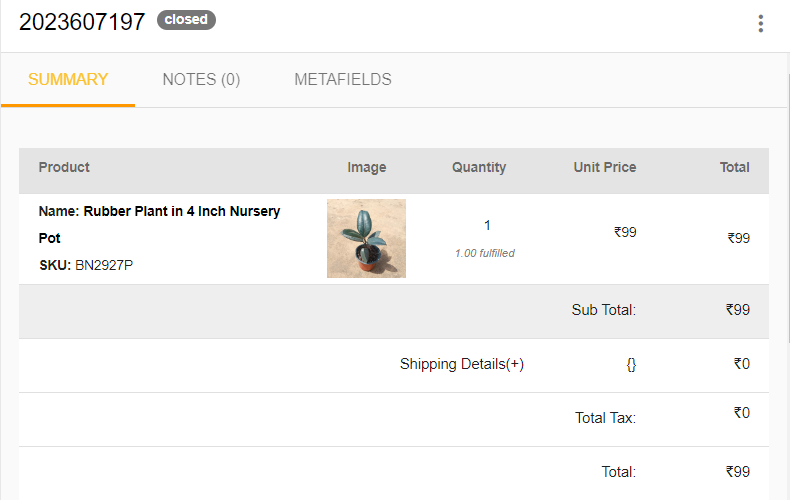 2023607197 closed
SUMMARY NOTES (0) METAFIELDS
Product Image Quantity Unit Price Total
Name: Rubber Plant in 4 Inch Nursery
Pot
SKU: BN2927P
1
1.00 fulfilled
₹99
₹99
Sub Total: ₹99
Shipping Details(+) {} ₹0
Total Tax: ₹0
Total: ₹99